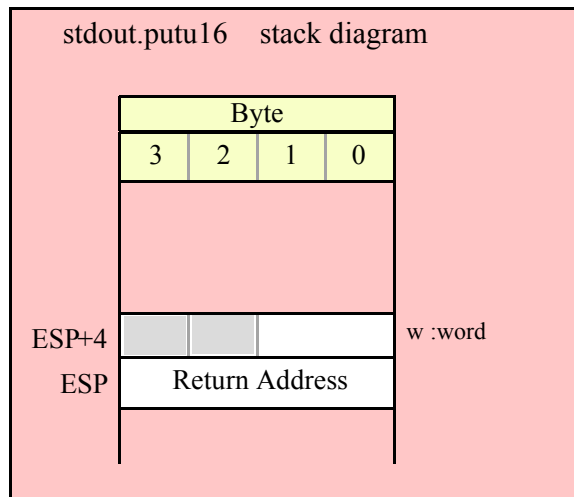 stdout.putu16 stack diagram
Byte
3 2 1 0
ESP+4 w :word
ESP Return Address